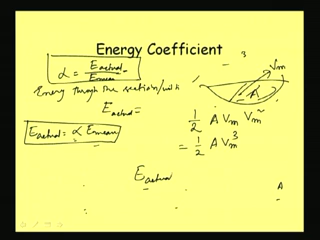 Energy Coefficient
α = Eactual / Emean
Energy through the section/unit
Eactual =
Eactual = α Emean
Vm
A
3
1/2 A Vm Vm²
= 1/2 A Vm³
Eactual
A